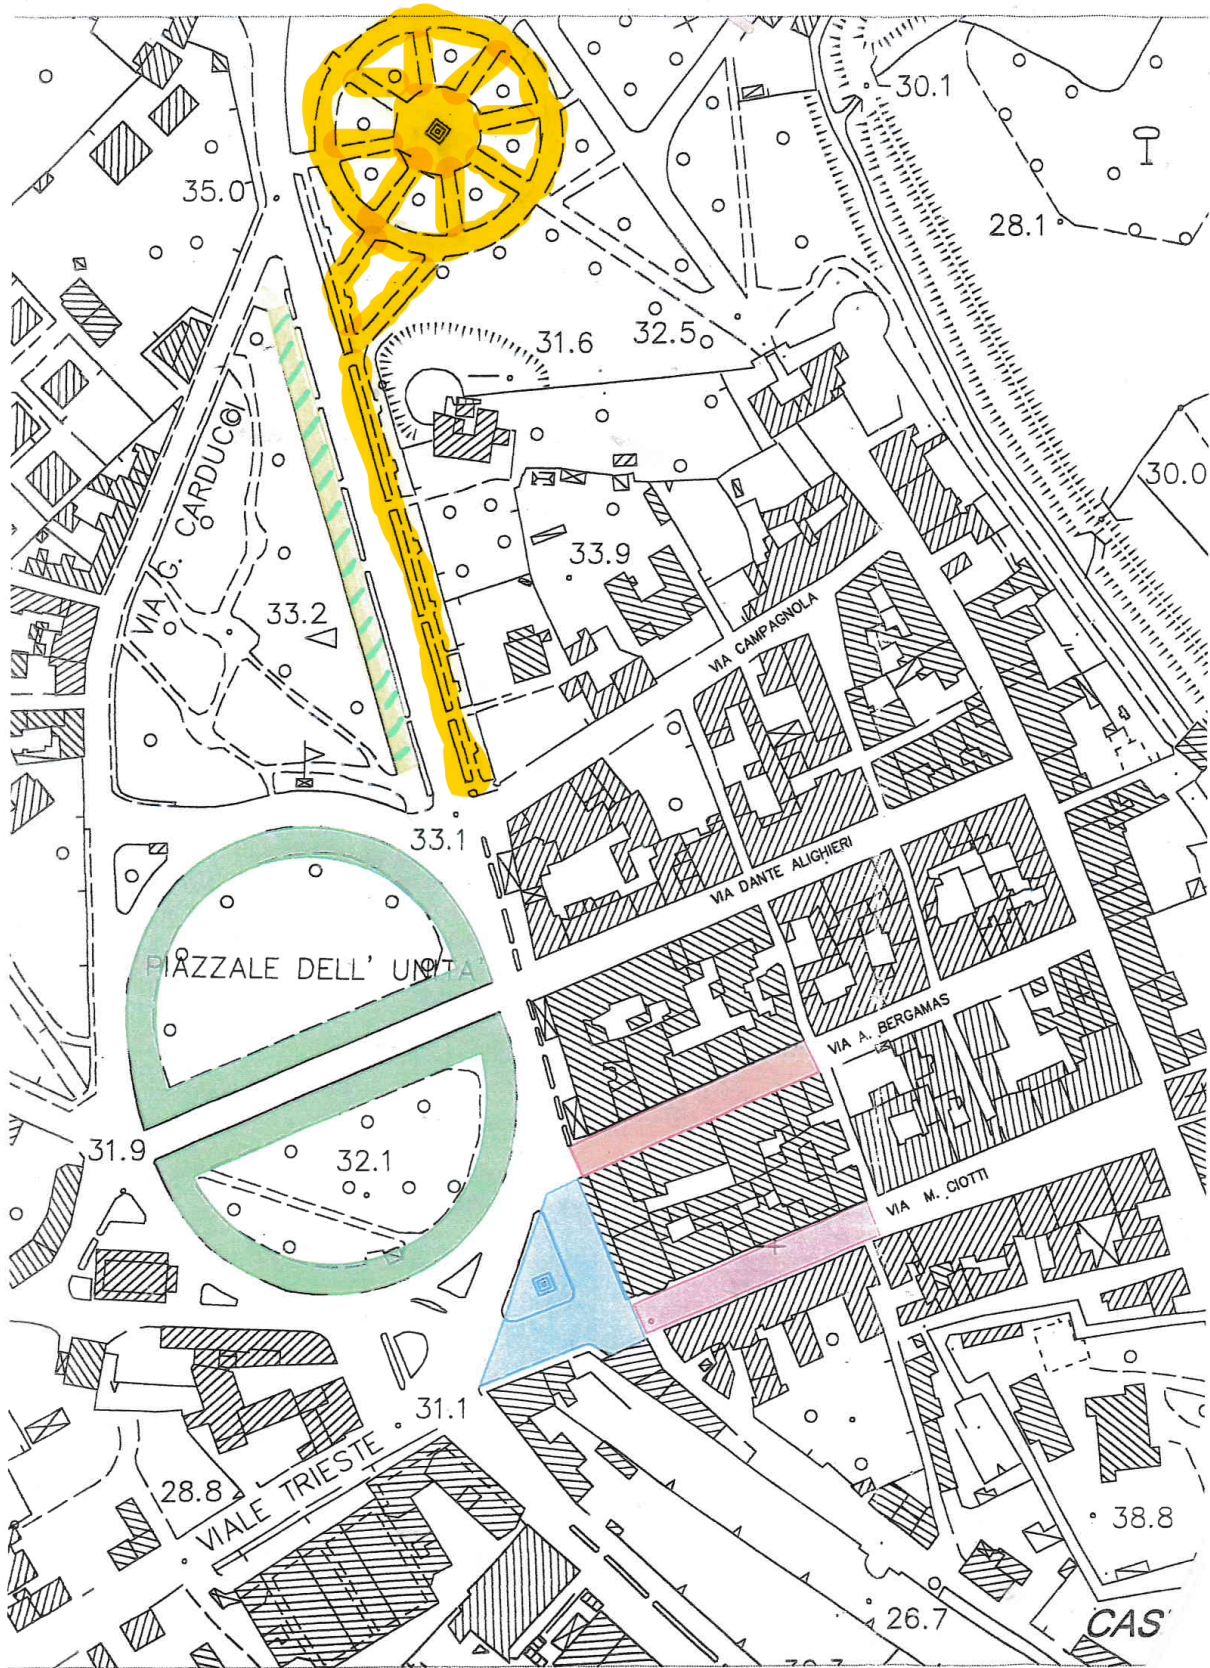 30.1
35.0
28.1
31.6
32.5
30.0
VIA G. CARDUCCI
33.9
33.2
VIA CAMPAGNOLA
33.1
VIA DANTE ALIGHIERI
PIAZZALE DELL' UNITA'
VIA A. BERGAMAS
31.9
32.1
VIA M. CIOTTI
31.1
VIALE TRIESTE
28.8
38.8
26.7
CAS